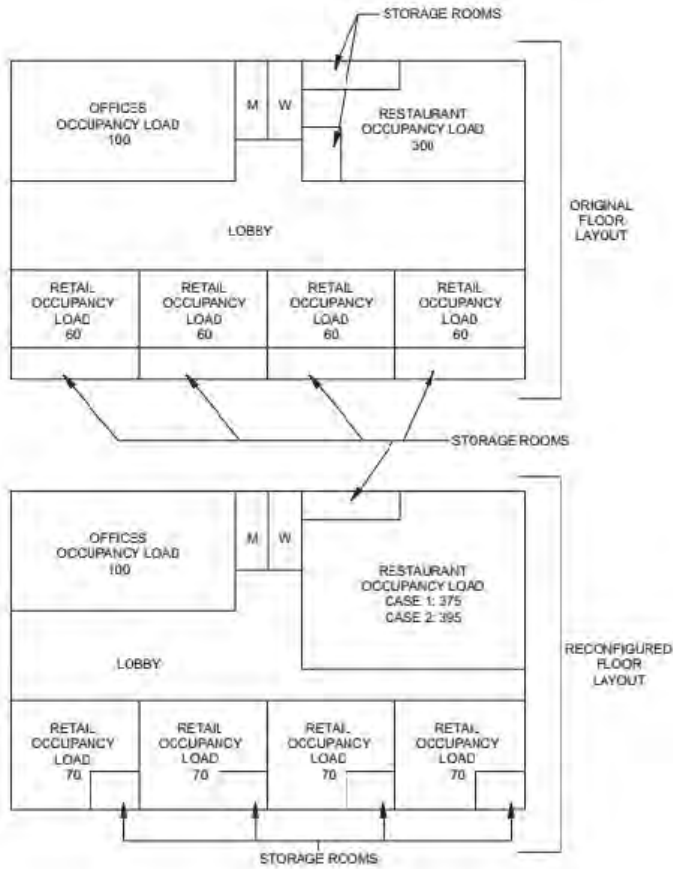 STORAGE ROOMS
OFFICES
OCCUPANCY LOAD
100
M
W
RESTAURANT
OCCUPANCY LOAD
300
ORIGINAL
FLOOR
LAYOUT
LOBBY
RETAIL
OCCUPANCY
LOAD
60
RETAIL
OCCUPANCY
LOAD
60
RETAIL
OCCUPANCY
LOAD
60
RETAIL
OCCUPANCY
LOAD
60
STORAGE ROOMS
OFFICES
OCCUPANCY LOAD
100
M
W
RESTAURANT
OCCUPANCY LOAD
CASE 1: 375
CASE 2: 395
RECONFIGURED
FLOOR
LAYOUT
LOBBY
RETAIL
OCCUPANCY
LOAD
70
RETAIL
OCCUPANCY
LOAD
70
RETAIL
OCCUPANCY
LOAD
70
RETAIL
OCCUPANCY
LOAD
70
STORAGE ROOMS